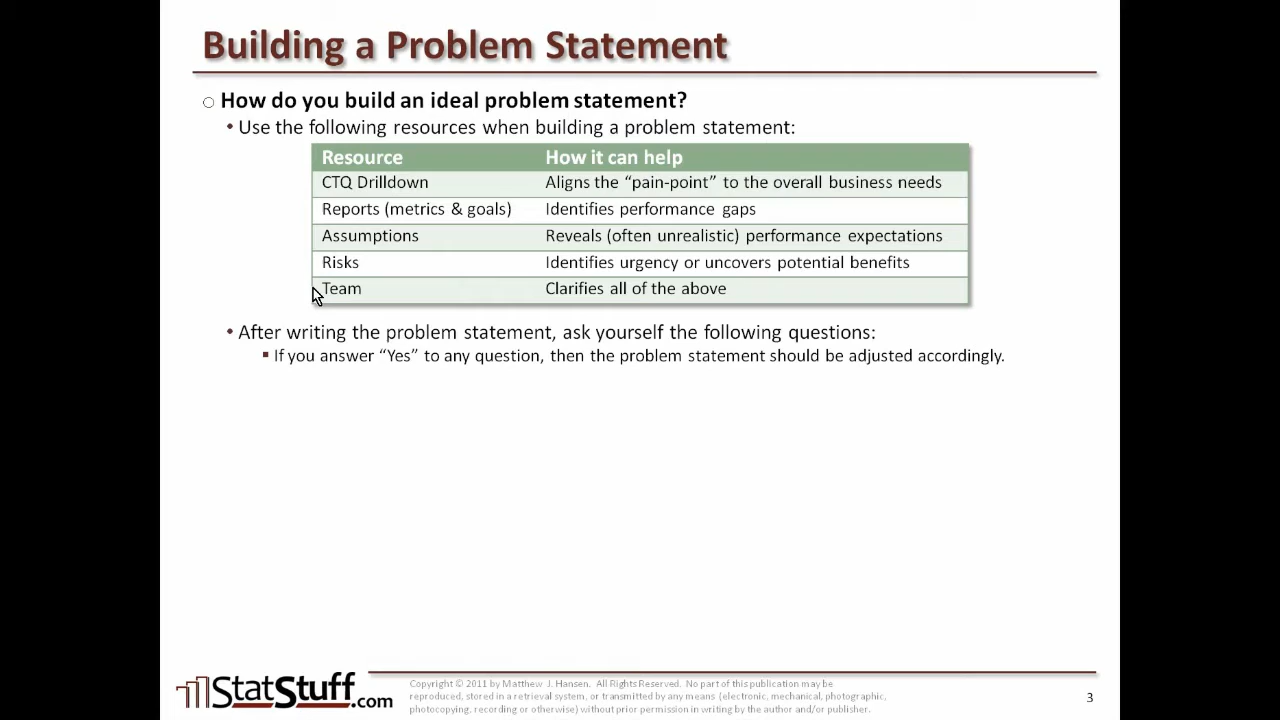 Building a Problem Statement
How do you build an ideal problem statement?
• Use the following resources when building a problem statement:
Resource How it can help
CTQ Drilldown Aligns the “pain-point” to the overall business needs
Reports (metrics & goals) Identifies performance gaps
Assumptions Reveals (often unrealistic) performance expectations
Risks Identifies urgency or uncovers potential benefits
Team Clarifies all of the above
• After writing the problem statement, ask yourself the following questions:
▪ If you answer “Yes” to any question, then the problem statement should be adjusted accordingly.
StatStuff.com
Copyright © 2011 by Matthew J. Hansen. All Rights Reserved. No part of this publication may be
reproduced, stored in a retrieval system, or transmitted by any means (electronic, mechanical, photographic,
photocopying, recording or otherwise) without prior permission in writing by the author and/or publisher.
3